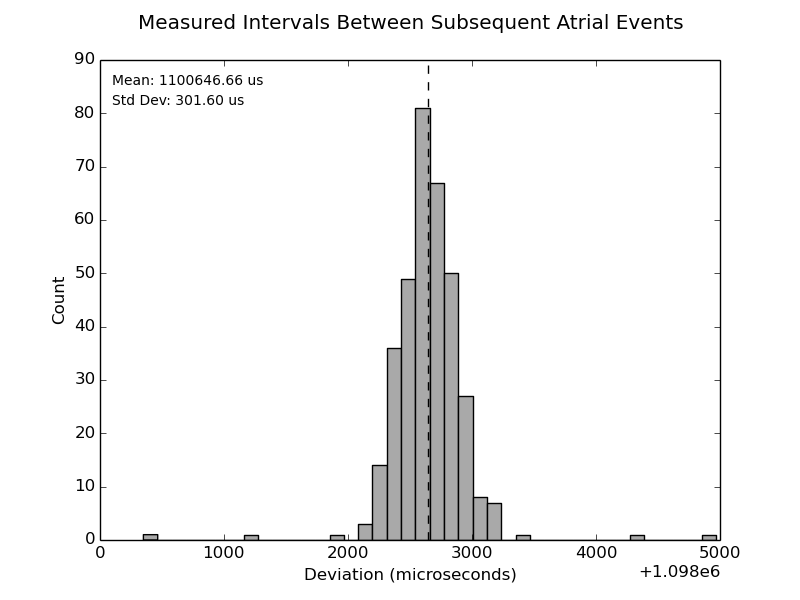 Measured Intervals Between Subsequent Atrial Events
Mean: 1100646.66 us
Std Dev: 301.60 us
90
80
70
60
50
40
30
20
10
0
Count
0 1000 2000 3000 4000 5000
+1.098e6
Deviation (microseconds)